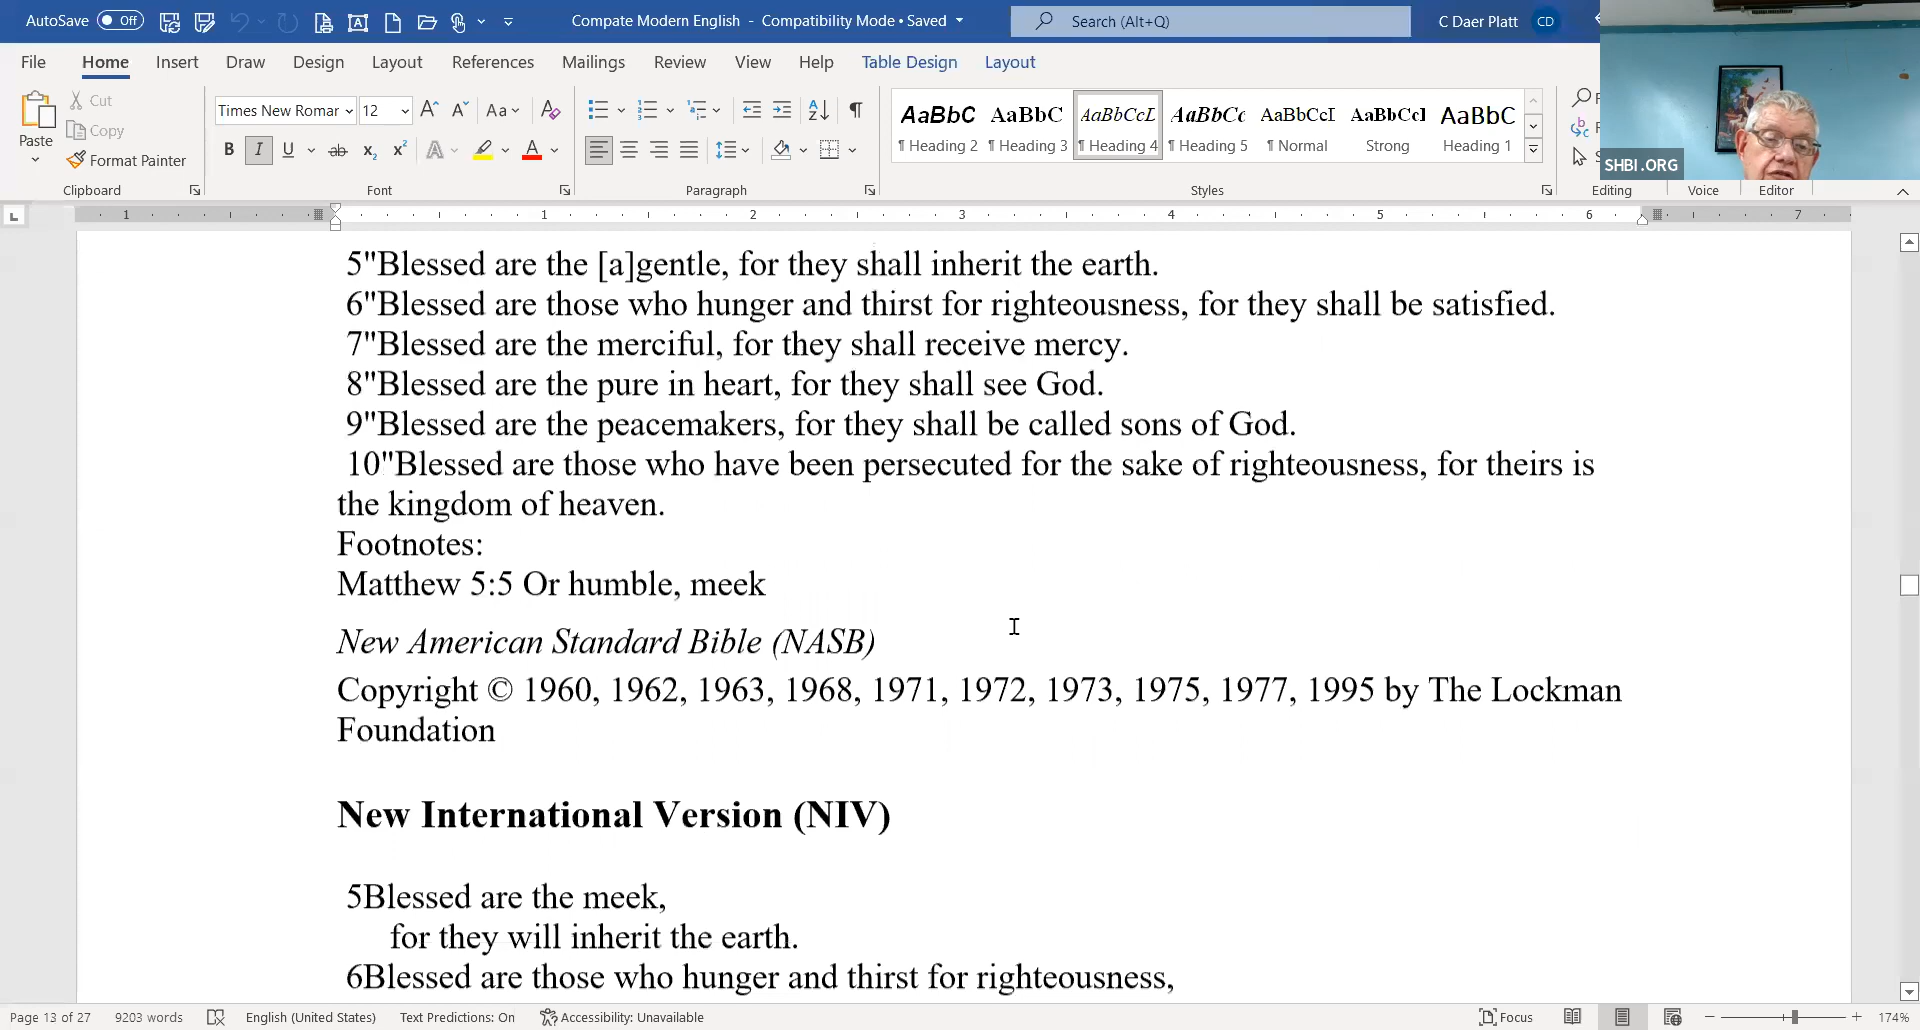 AutoSave Off Compate Modern English - Compatibility Mode • Saved Search (Alt+Q) C Daer Platt CD
File Home Insert Draw Design Layout References Mailings Review View Help Table Design Layout
Paste Cut Copy Format Painter
Times New Romar 12
AaBbC AaBbC AaBbCcL AaBbCc AaBbCcI AaBbCcI AaBbC
¶ Heading 2 ¶ Heading 3 ¶ Heading 4 ¶ Heading 5 ¶ Normal Strong Heading 1
SHBI.ORG
Clipboard Font Paragraph Styles Editing Voice Editor
1 1 2 3 4 5 6 7
5"Blessed are the [a]gentle, for they shall inherit the earth.
6"Blessed are those who hunger and thirst for righteousness, for they shall be satisfied.
7"Blessed are the merciful, for they shall receive mercy.
8"Blessed are the pure in heart, for they shall see God.
9"Blessed are the peacemakers, for they shall be called sons of God.
10"Blessed are those who have been persecuted for the sake of righteousness, for theirs is
the kingdom of heaven.
Footnotes:
Matthew 5:5 Or humble, meek
New American Standard Bible (NASB)
Copyright © 1960, 1962, 1963, 1968, 1971, 1972, 1973, 1975, 1977, 1995 by The Lockman
Foundation
New International Version (NIV)
5Blessed are the meek,
for they will inherit the earth.
6Blessed are those who hunger and thirst for righteousness,
Page 13 of 27 9203 words English (United States) Text Predictions: On Accessibility: Unavailable Focus 174%